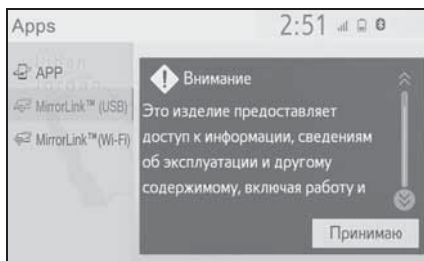 Apps 2:51
APP
MirrorLink™ (USB)
MirrorLink™(Wi-Fi)
Внимание
Это изделие предоставляет
доступ к информации, сведениям
об эксплуатации и другому
содержимому, включая работу и
Принимаю